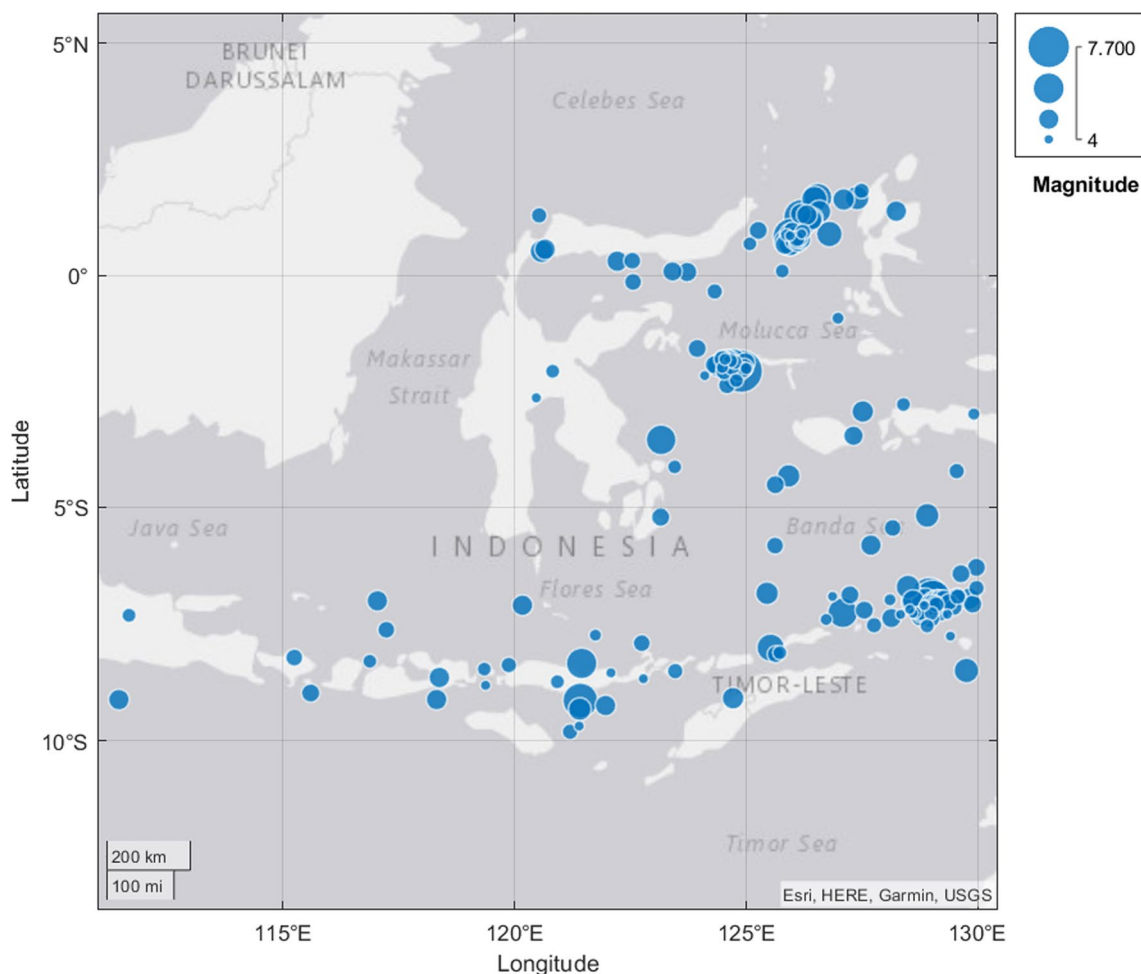 5°N
BRUNEI
DARUSSALAM
Celebes Sea
7.700
4
Magnitude
0°
Molucca Sea
Makassar
Strait
Latitude
5°S
Java Sea
Banda Sea
INDONESIA
Flores Sea
TIMOR-LESTE
10°S
Timor Sea
200 km
100 mi
Esri, HERE, Garmin, USGS
115°E
120°E
125°E
130°E
Longitude